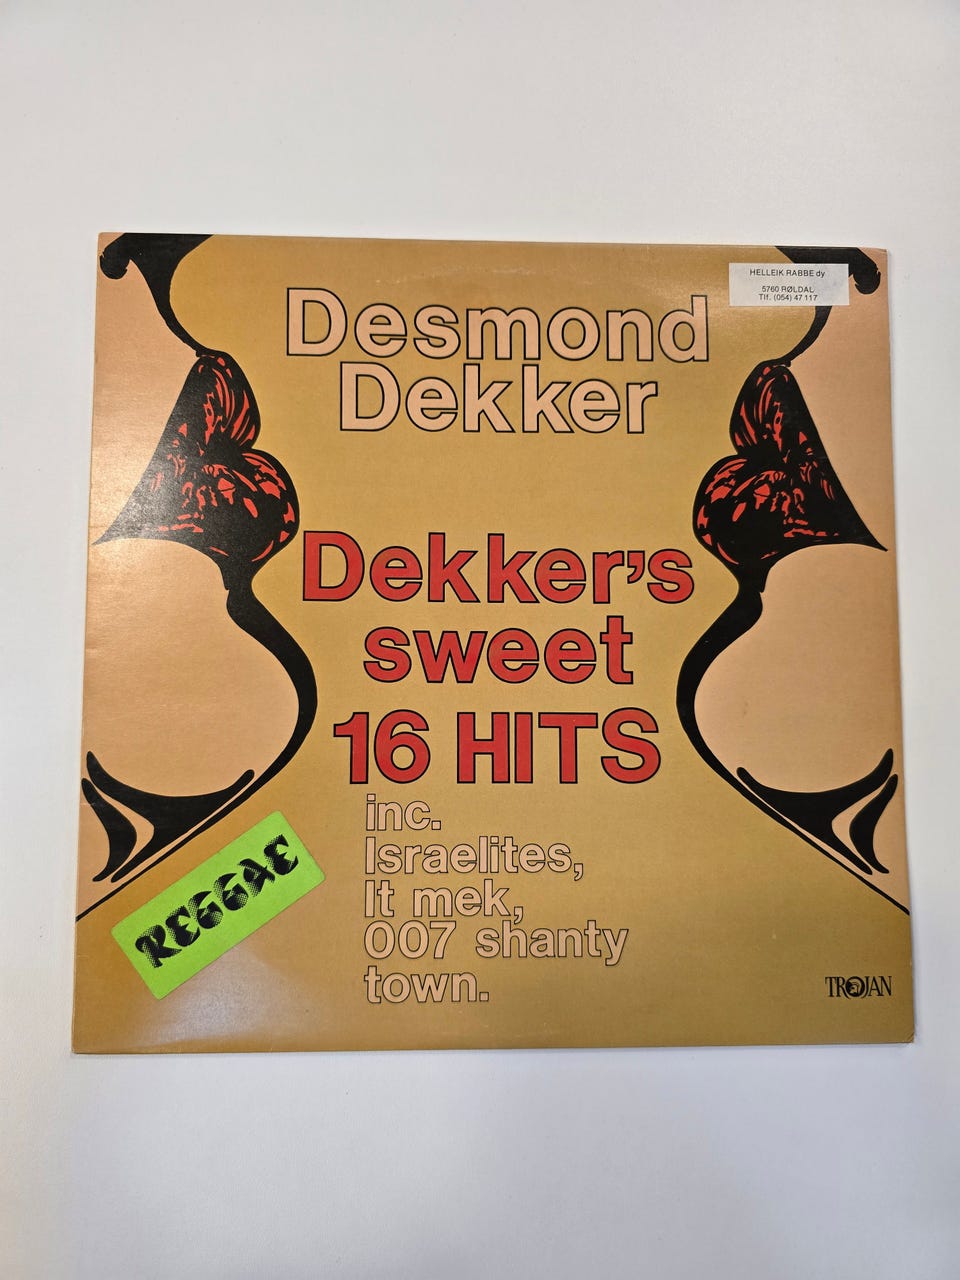 HELLEIK RABBE dy
5760 RØLDAL
Tlf. (054) 47 117
Desmond
Dekker
Dekker's
sweet
16 HITS
inc.
Israelites,
It mek,
007 shanty
town.
REGGAE
TROJAN